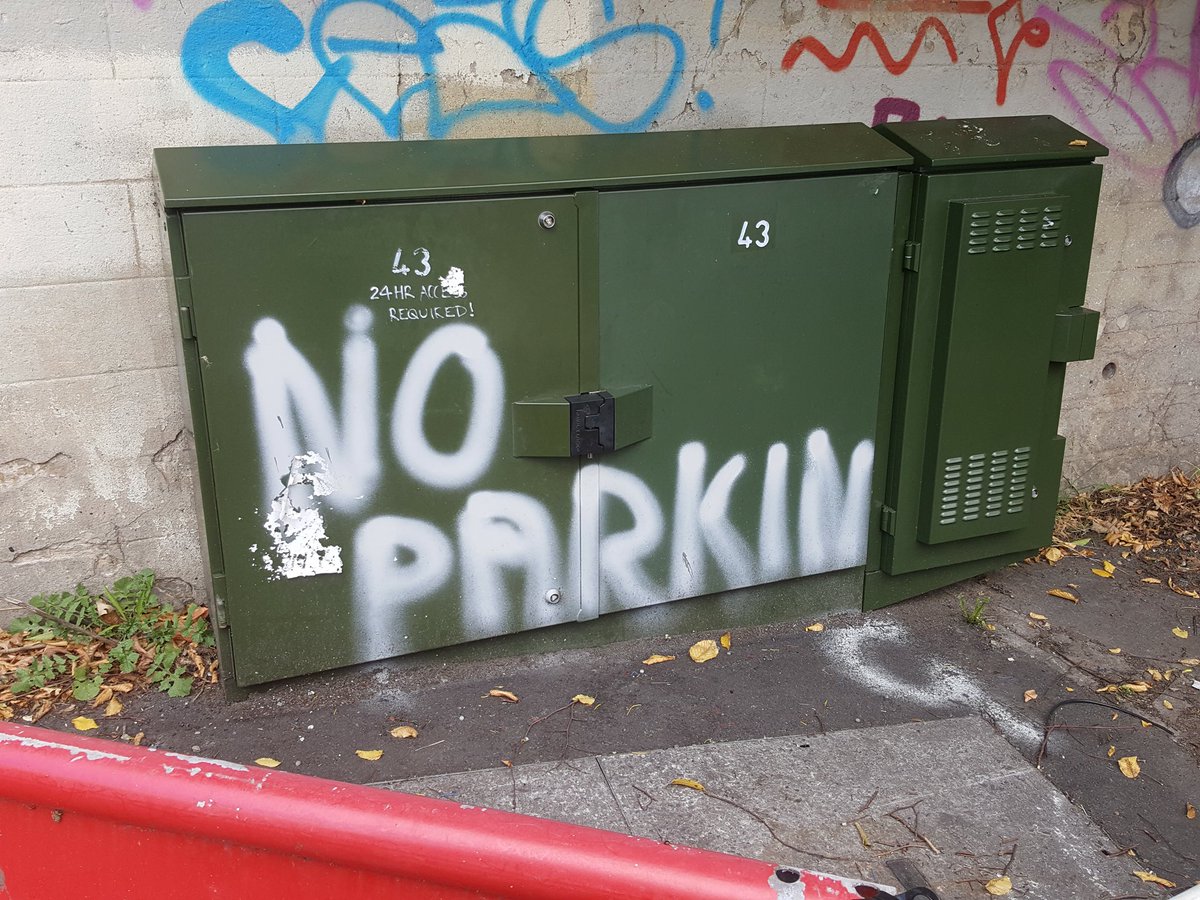 43
24HR ACCESS
REQUIRED!
43
NO
PARKIN